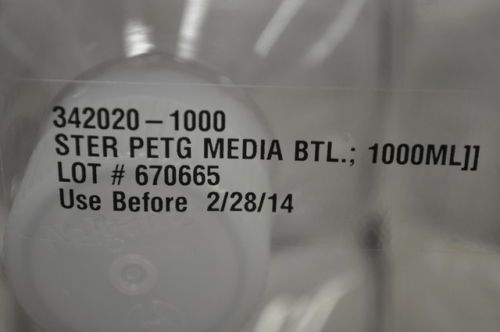 342020-1000
STER PETG MEDIA BTL.; 1000ML]]
LOT # 670665
Use Before 2/28/14